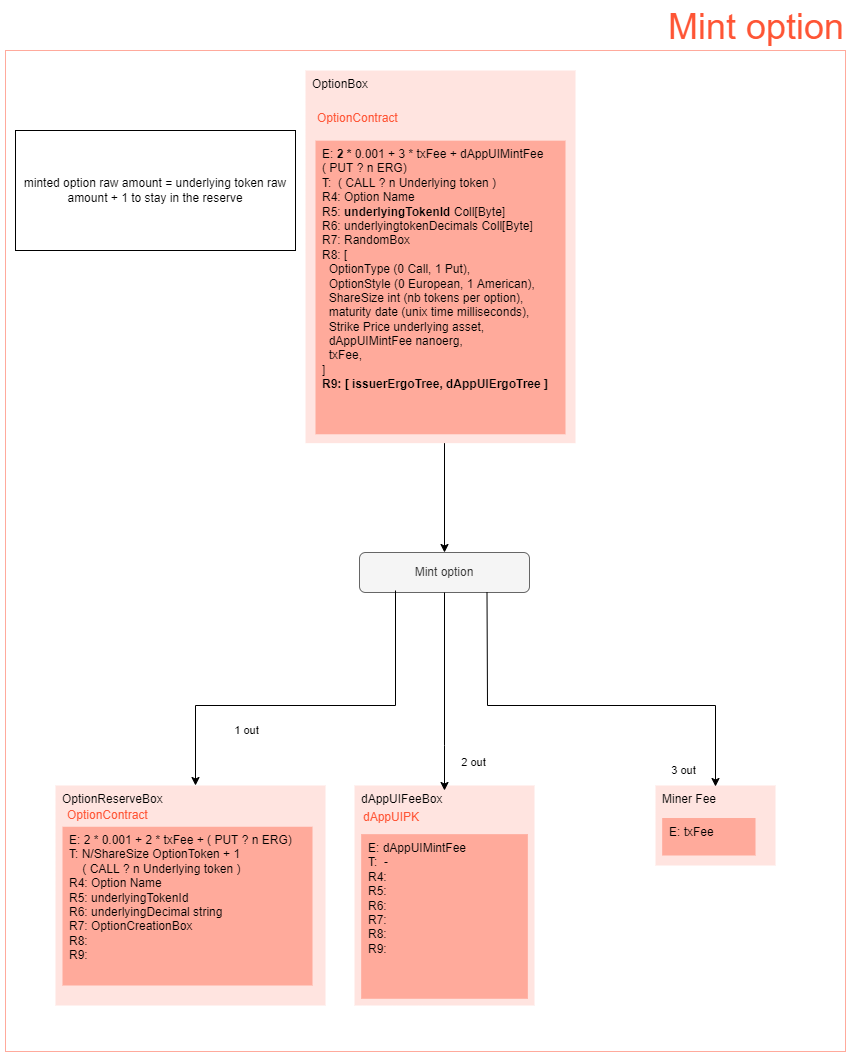 Mint option
OptionBox
OptionContract
minted option raw amount = underlying token raw
amount + 1 to stay in the reserve
E: 2 * 0.001 + 3 * txFee + dAppUIMintFee
( PUT ? n ERG)
T:  ( CALL ? n Underlying token )
R4: Option Name
R5: underlyingTokenId Coll[Byte]
R6: underlyingtokenDecimals Coll[Byte]
R7: RandomBox
R8: [
OptionType (0 Call, 1 Put),
OptionStyle (0 European, 1 American),
ShareSize int (nb tokens per option),
maturity date (unix time milliseconds),
Strike Price underlying asset,
dAppUIMintFee nanoerg,
txFee,
]
R9: [ issuerErgoTree, dAppUIErgoTree ]
Mint option
1 out
2 out
3 out
OptionReserveBox
OptionContract
E: 2 * 0.001 + 2 * txFee + ( PUT ? n ERG)
T: N/ShareSize OptionToken + 1
( CALL ? n Underlying token )
R4: Option Name
R5: underlyingTokenId
R6: underlyingDecimal string
R7: OptionCreationBox
R8:
R9:
dAppUIFeeBox
dAppUIPK
E: dAppUIMintFee
T:  -
R4:
R5:
R6:
R7:
R8:
R9:
Miner Fee
E: txFee